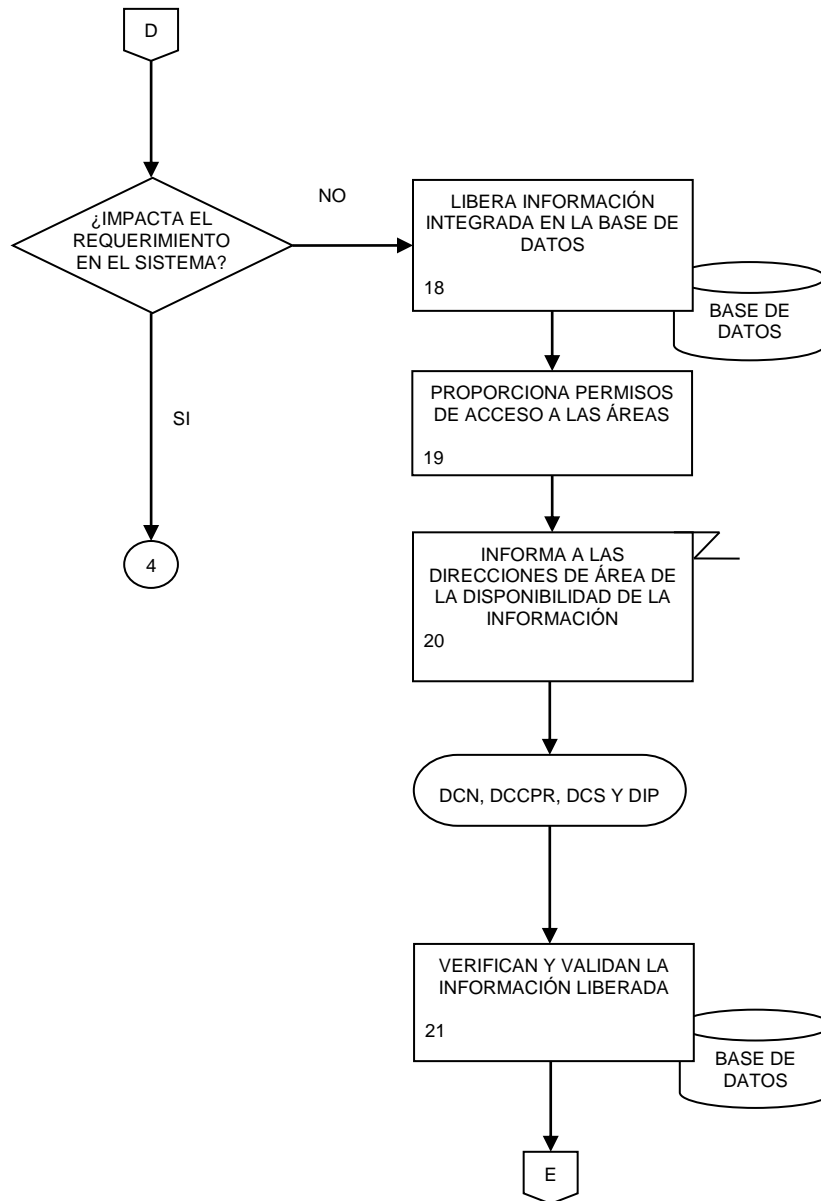 D
¿IMPACTA EL
REQUERIMIENTO
EN EL SISTEMA?
NO
LIBERA INFORMACIÓN
INTEGRADA EN LA BASE DE
DATOS
18
BASE DE
DATOS
PROPORCIONA PERMISOS
DE ACCESO A LAS ÁREAS
19
SI
4
INFORMA A LAS
DIRECCIONES DE ÁREA DE
LA DISPONIBILIDAD DE LA
INFORMACIÓN
20
DCN, DCCPR, DCS Y DIP
VERIFICAN Y VALIDAN LA
INFORMACIÓN LIBERADA
21
BASE DE
DATOS
E